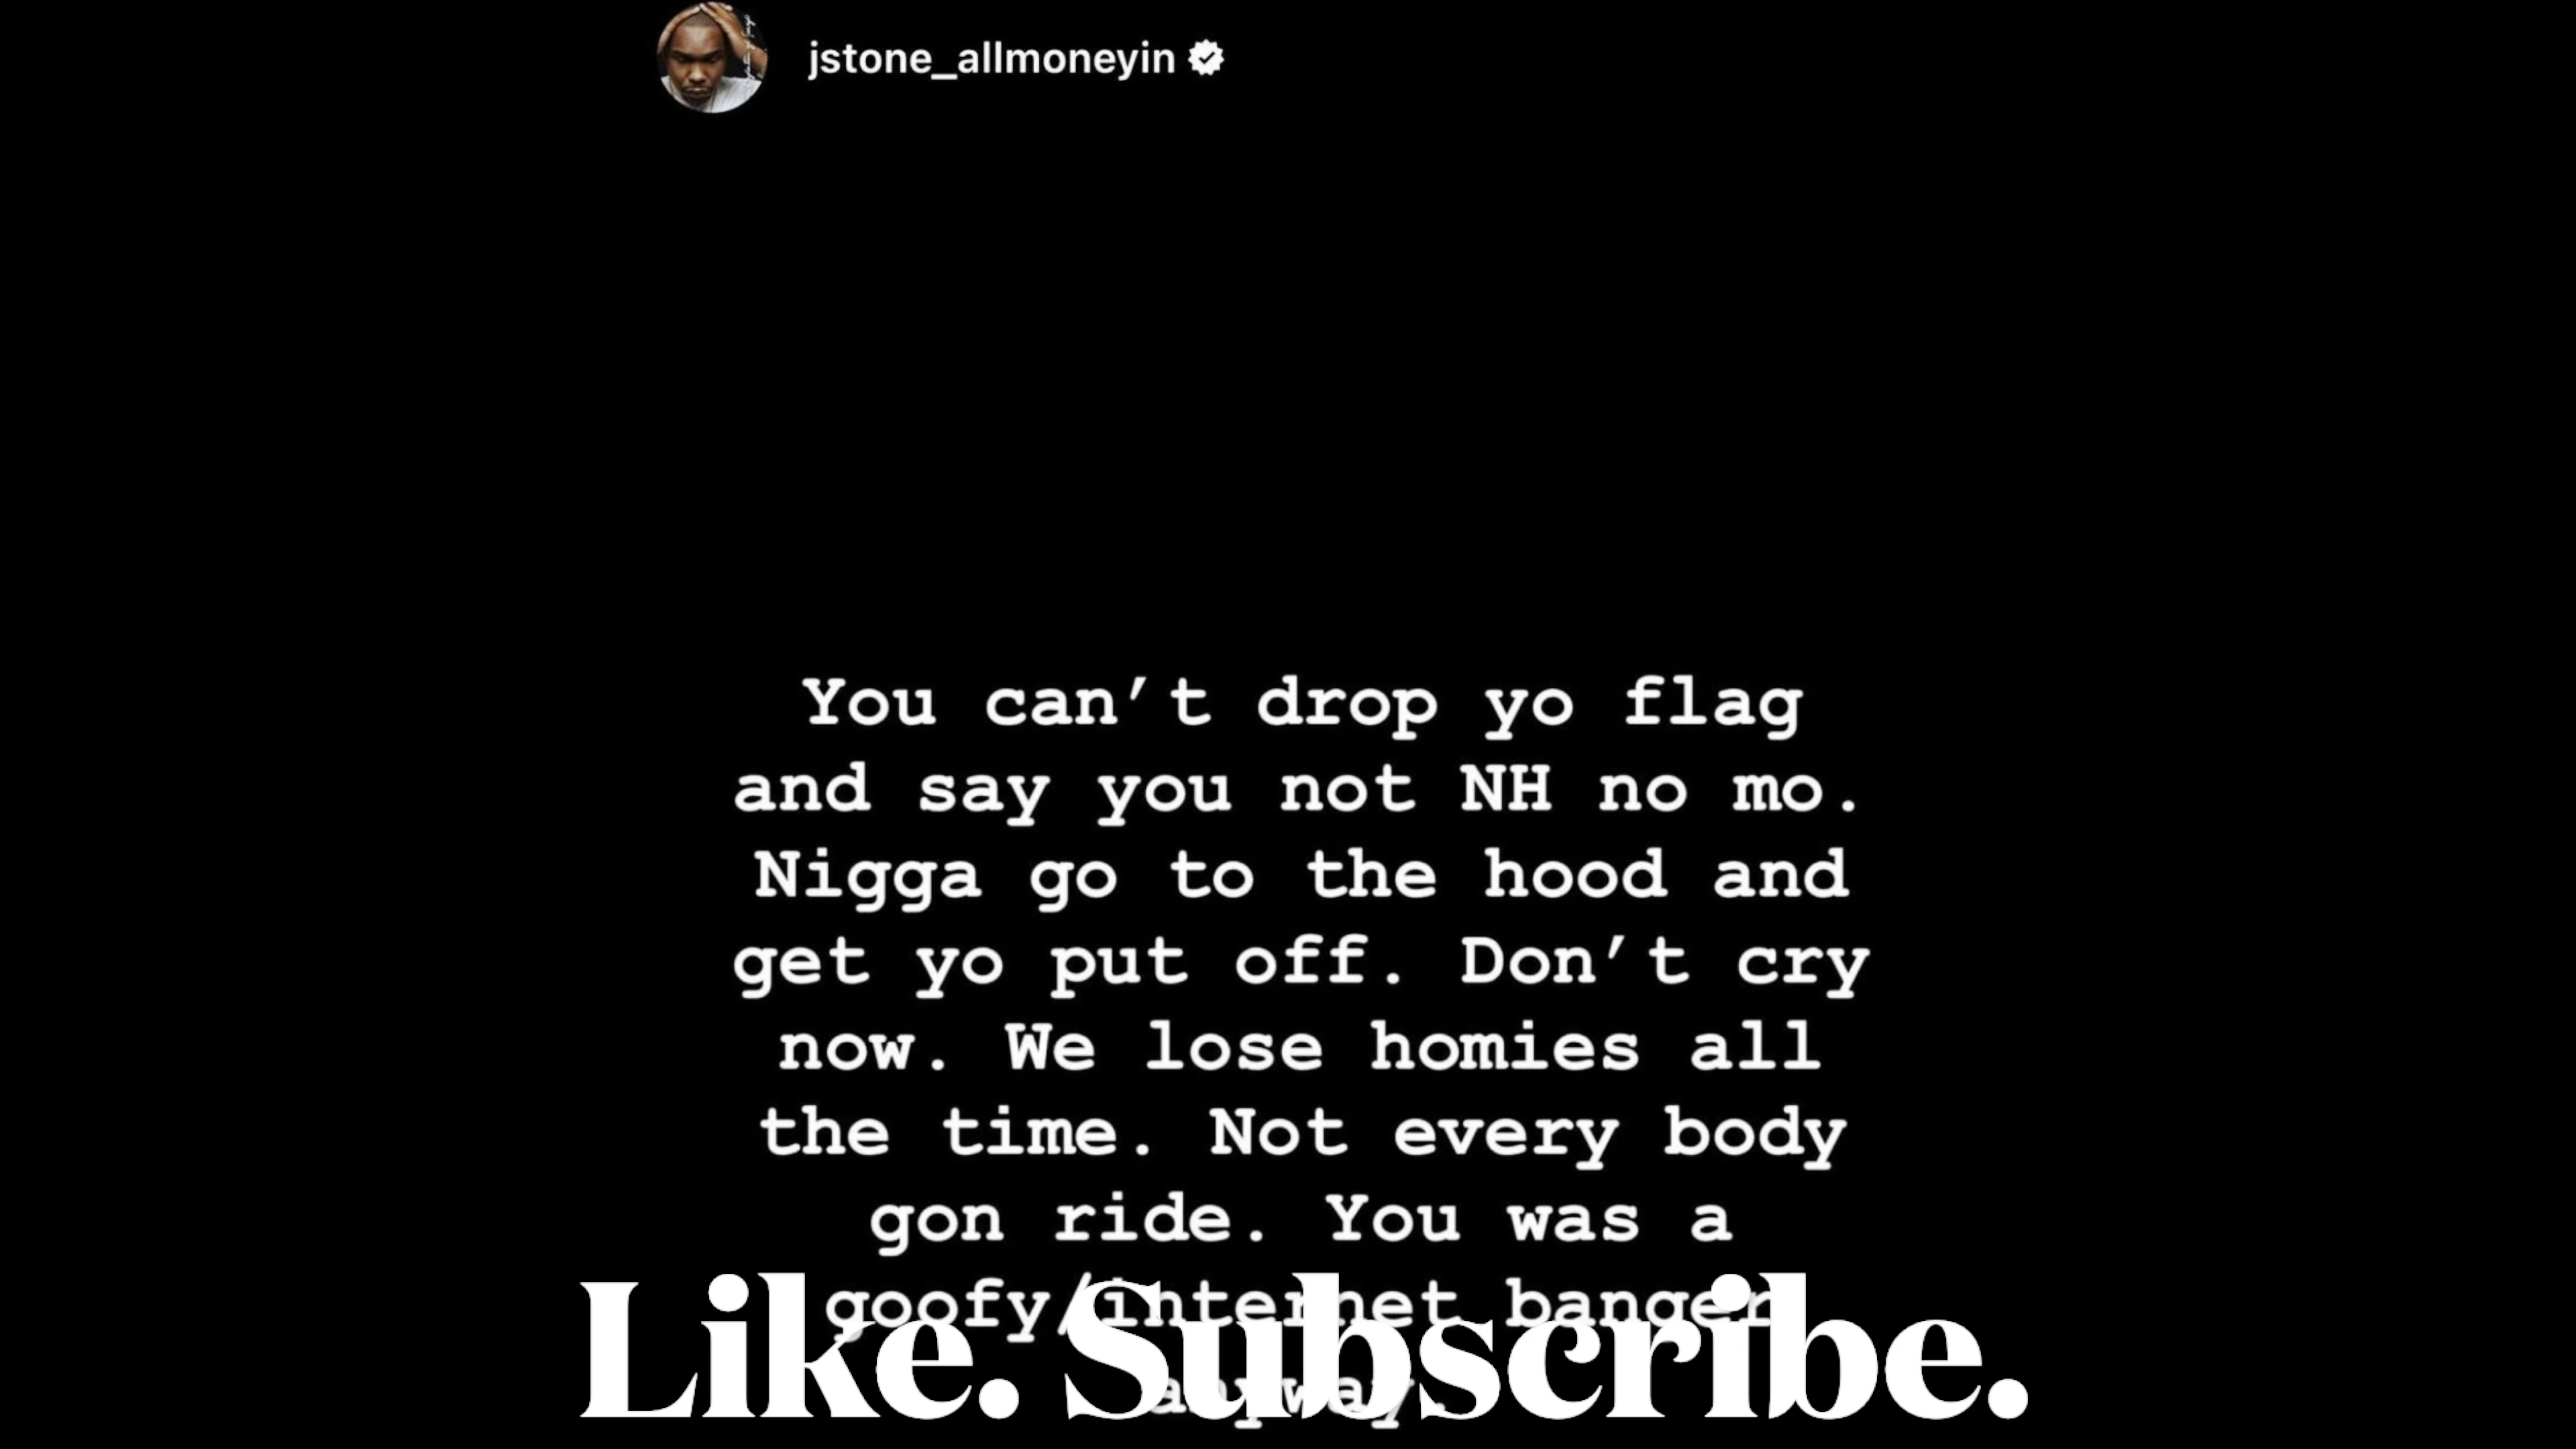 jstone_allmoneyin
You can’t drop yo flag
and say you not NH no mo.
Nigga go to the hood and
get yo put off. Don’t cry
now. We lose homies all
the time. Not every body
gon ride. You was a
goofy/internet banger
anyway.
Like. Subscribe.